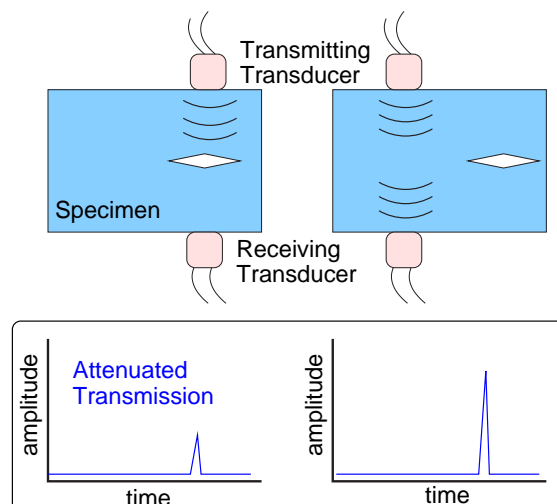 Transmitting
Transducer
Specimen
Receiving
Transducer
amplitude
Attenuated
Transmission
time
amplitude
time